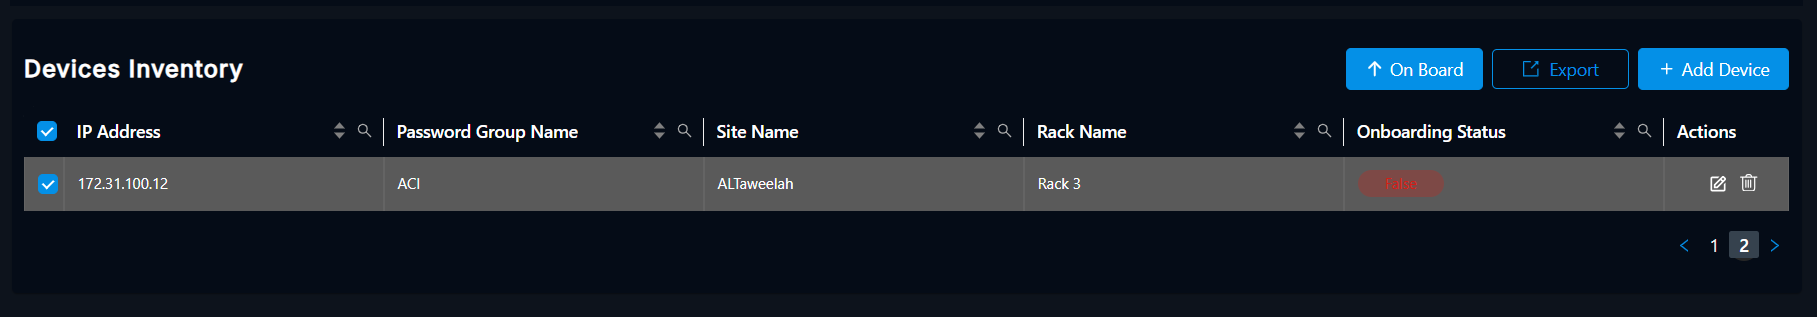 Devices Inventory
On Board
Export
Add Device
IP Address Password Group Name Site Name Rack Name Onboarding Status Actions
172.31.100.12 ACI ALTaweelah Rack 3 False
1 2